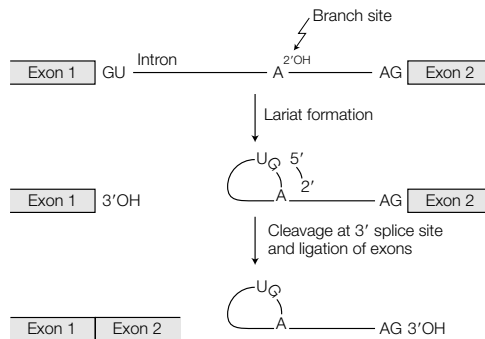 Branch site
Exon 1 GU Intron A 2'OH AG Exon 2
Lariat formation
UG 5′
2′
Exon 1 3′OH A AG Exon 2
Cleavage at 3′ splice site
and ligation of exons
UG
A AG 3′OH
Exon 1 Exon 2